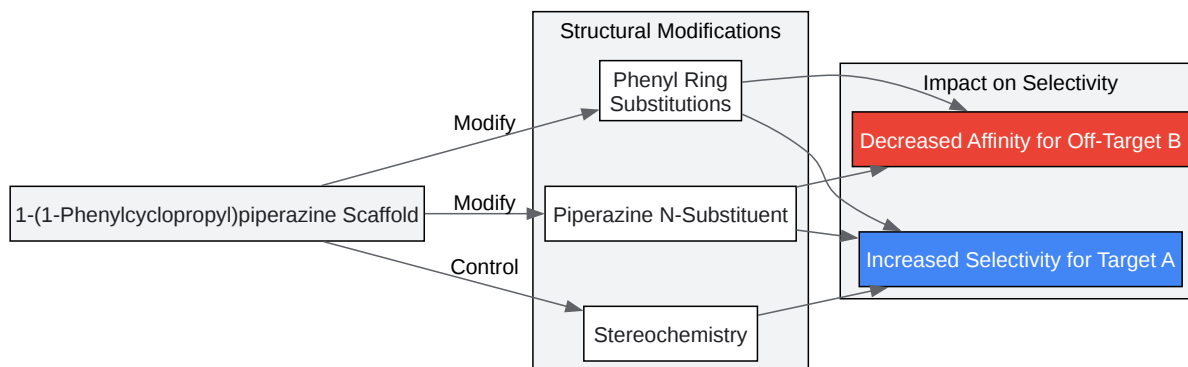 Structural Modifications
Phenyl Ring
Substitutions
Impact on Selectivity
Modify
Decreased Affinity for Off-Target B
1-(1-Phenylcyclopropyl)piperazine Scaffold
Modify
Piperazine N-Substituent
Increased Selectivity for Target A
Control
Stereochemistry